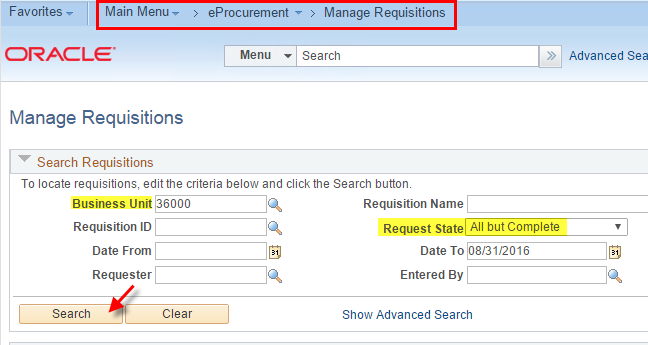 Favorites Main Menu > eProcurement > Manage Requisitions
ORACLE Menu Search Advanced Sea
Manage Requisitions
Search Requisitions
To locate requisitions, edit the criteria below and click the Search button.
Business Unit 36000 Requisition Name
Requisition ID Request State All but Complete
Date From 31 Date To 08/31/2016 31
Requester Entered By
Search Clear Show Advanced Search